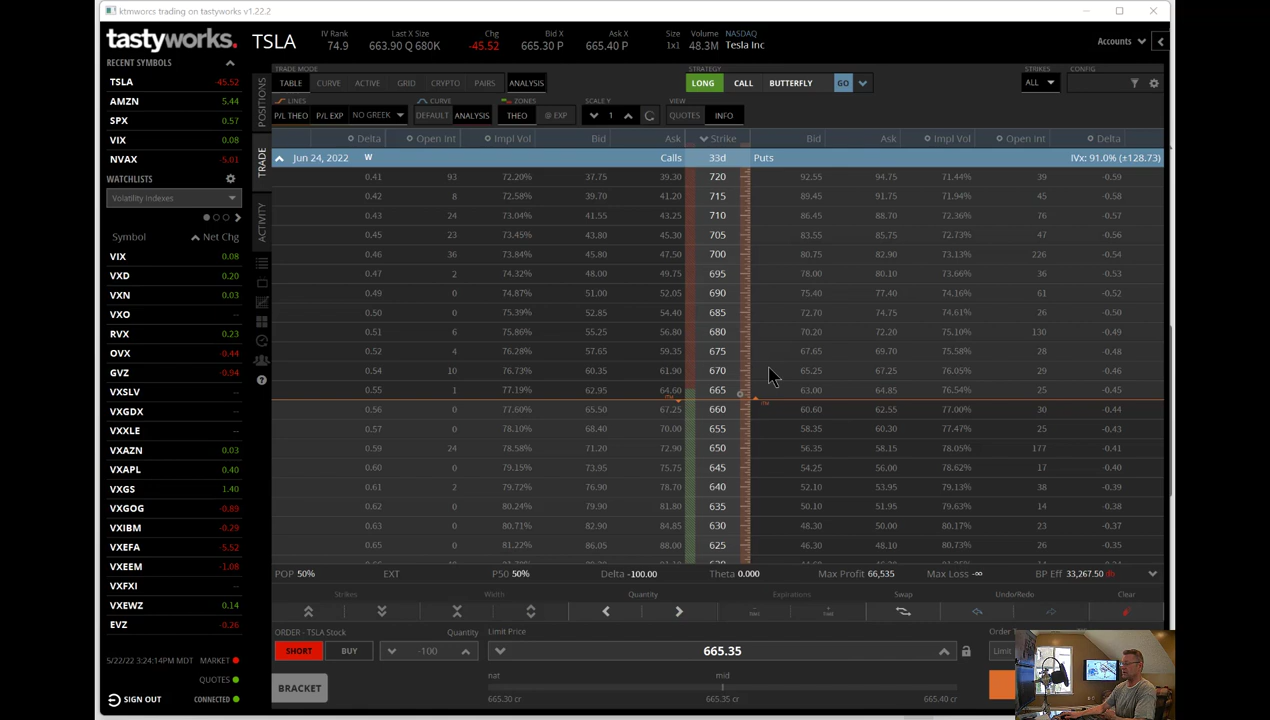 ktmworcs trading on tastyworks v1.22.2
tastyworks. TSLA IV Rank 74.9 Last X Size 663.90 Q 680K Chg -45.52 Bid X 665.30 P Ask X 665.40 P Size 1x1 Volume 48.3M NASDAQ Tesla Inc Accounts
RECENT SYMBOLS TRADE MODE STRATEGY STRIKES CONFIG
TSLA -45.52 TABLE CURVE ACTIVE GRID CRYPTO PAIRS ANALYSIS LONG CALL BUTTERFLY GO ALL
AMZN 5.44 LINES CURVE ZONES SCALE Y VIEW
SPX 0.57 P/L THEO P/L EXP NO GREEK DEFAULT ANALYSIS THEO @ EXP 1 QUOTES INFO
VIX 0.08 Delta Open Int Impl Vol Bid Ask Strike Bid Ask Impl Vol Open Int Delta
NVAX -5.01 Jun 24, 2022 W Calls 33d Puts IVx: 91.0% (±128.73)
WATCHLISTS 0.41 93 72.20% 37.75 39.30 720 92.55 94.75 71.44% 39 -0.59
Volatility Indexes 0.42 8 72.58% 39.70 41.20 715 89.45 91.75 71.94% 45 -0.58
0.43 24 73.04% 41.55 43.25 710 86.45 88.70 72.36% 76 -0.57
Symbol Net Chg 0.45 23 73.45% 43.80 45.30 705 83.55 85.75 72.73% 47 -0.56
VIX 0.08 0.46 36 73.84% 45.80 47.50 700 80.75 82.90 73.13% 226 -0.54
VXD 0.20 0.47 2 74.32% 48.00 49.75 695 78.00 80.10 73.66% 36 -0.53
VXN 0.03 0.49 0 74.87% 51.00 52.05 690 75.40 77.40 74.16% 61 -0.52
VXO -- 0.50 0 75.39% 52.85 54.40 685 72.70 74.75 74.61% 26 -0.50
RVX 0.23 0.51 6 75.86% 55.25 56.80 680 70.20 72.20 75.10% 130 -0.49
OVX -0.44 0.52 4 76.28% 57.65 59.35 675 67.65 69.70 75.58% 28 -0.48
GVZ -0.94 0.54 10 76.73% 60.35 61.90 670 65.25 67.25 76.05% 29 -0.46
VXSLV -- 0.55 1 77.19% 62.95 64.60 665 63.00 64.85 76.54% 25 -0.45
VXGDX -- 0.56 0 77.60% 65.50 67.25 660 60.60 62.55 77.00% 30 -0.44
VXXLE -- 0.57 0 78.10% 68.40 70.00 655 58.35 60.30 77.47% 25 -0.43
VXAZN 0.03 0.59 24 78.58% 71.20 72.90 650 56.35 58.15 78.05% 177 -0.41
VXAPL 0.40 0.60 0 79.15% 73.95 75.75 645 54.25 56.00 78.62% 17 -0.40
VXGS 1.40 0.61 2 79.72% 76.90 78.70 640 52.10 53.95 79.13% 38 -0.39
VXGOG -0.89 0.62 0 80.24% 79.80 81.80 635 50.10 51.95 79.63% 14 -0.38
VXIBM -0.29 0.63 0 80.71% 82.90 84.85 630 48.30 50.00 80.17% 23 -0.37
VXEFA -5.52 0.65 0 81.22% 86.05 88.00 625 46.30 48.10 80.73% 26 -0.35
VXEEM -1.08 POP 50% EXT P50 50% Delta -100.00 Theta 0.000 Max Profit 66,535 Max Loss -∞ BP Eff 33,267.50 db
VXFXI -- Strikes Width Quantity Expirations Swap Undo/Redo Clear
VXEWZ 0.14
EVZ -0.26 ORDER - TSLA Stock Quantity Limit Price
SHORT BUY -100 665.35 Limit
5/22/22 3:24:14PM MDT MARKET
QUOTES BRACKET nat mid
SIGN OUT CONNECTED 665.30 cr 665.35 cr 665.40 cr
POSITIONS
TRADE
ACTIVITY